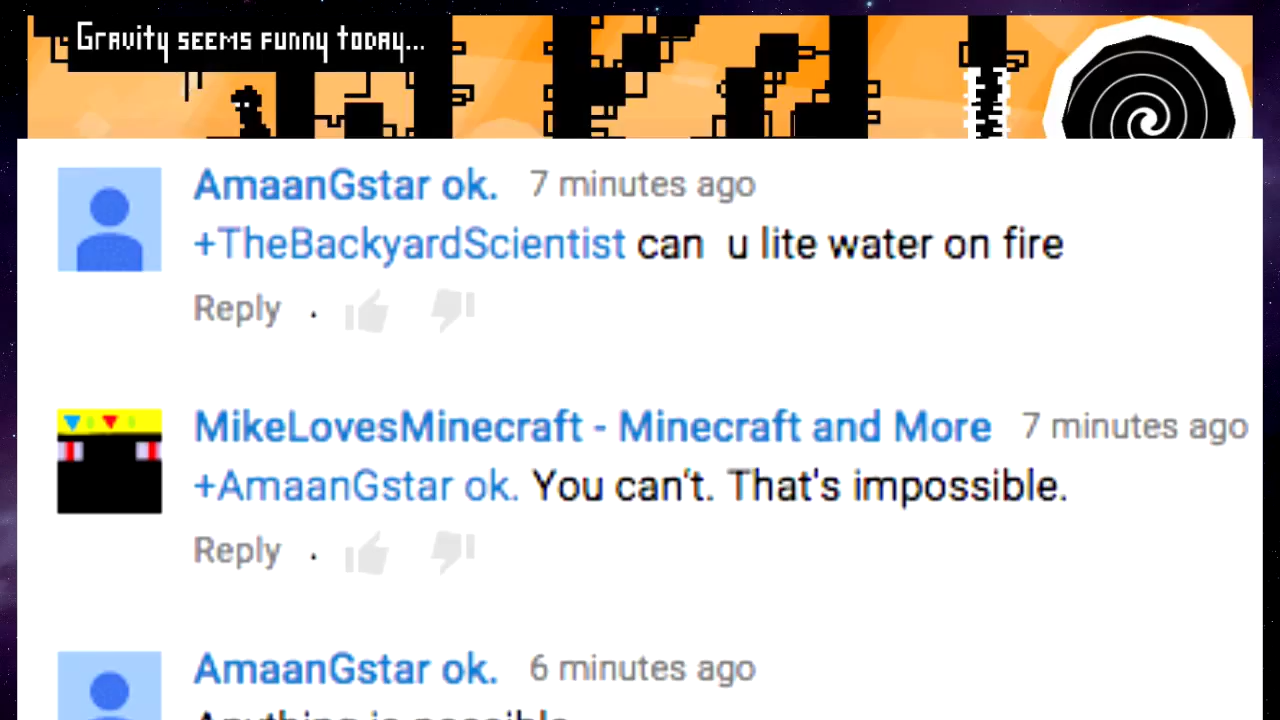 Gravity seems funny today...
AmaanGstar ok. 7 minutes ago
+TheBackyardScientist can u lite water on fire
Reply .
MikeLovesMinecraft - Minecraft and More 7 minutes ago
+AmaanGstar ok. You can't. That's impossible.
Reply .
AmaanGstar ok. 6 minutes ago
Anything is possible